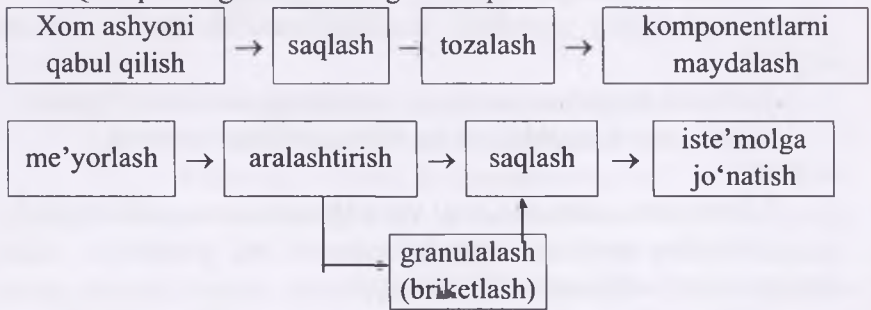 Xom ashyoni
qabul qilish → saqlash – tozalash → komponentlarni
maydalash
me’yorlash → aralashtirish → saqlash → iste’molga
jo‘natish
granulalash
(briketlash)